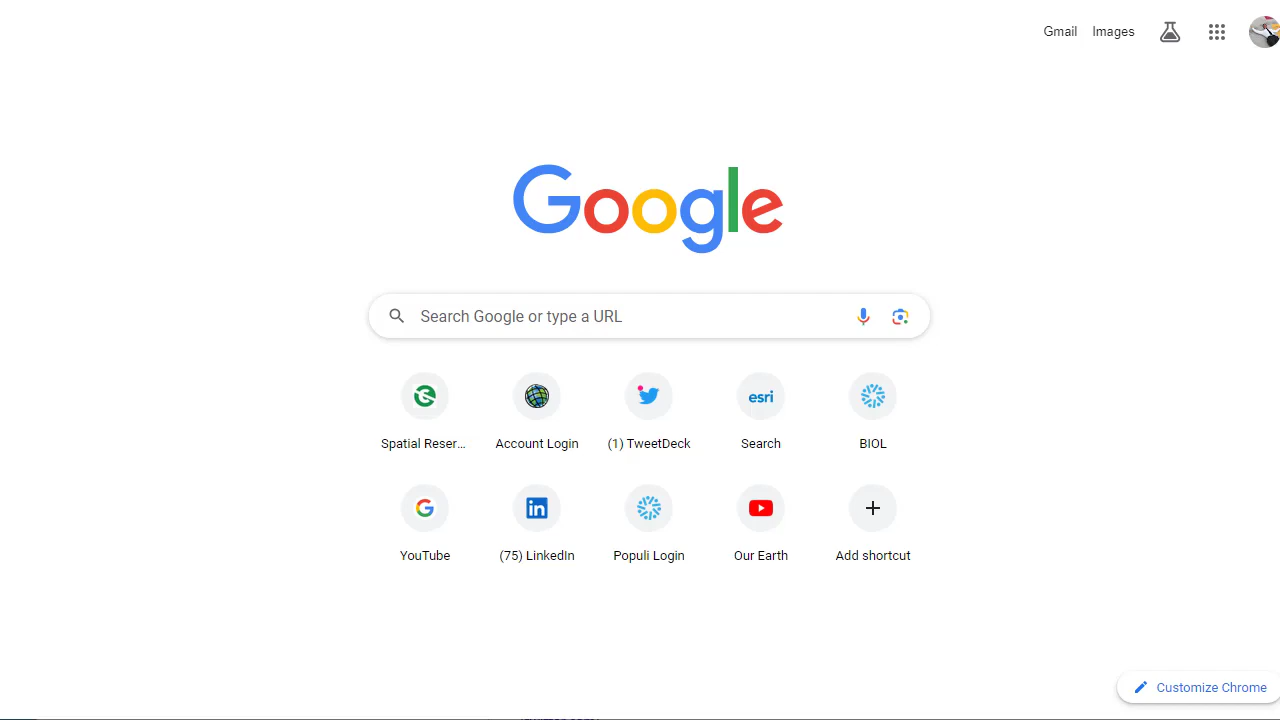 Gmail Images
Google
Search Google or type a URL
esri
Spatial Reser... Account Login (1) TweetDeck Search BIOL
in
YouTube (75) LinkedIn Populi Login Our Earth Add shortcut
Customize Chrome